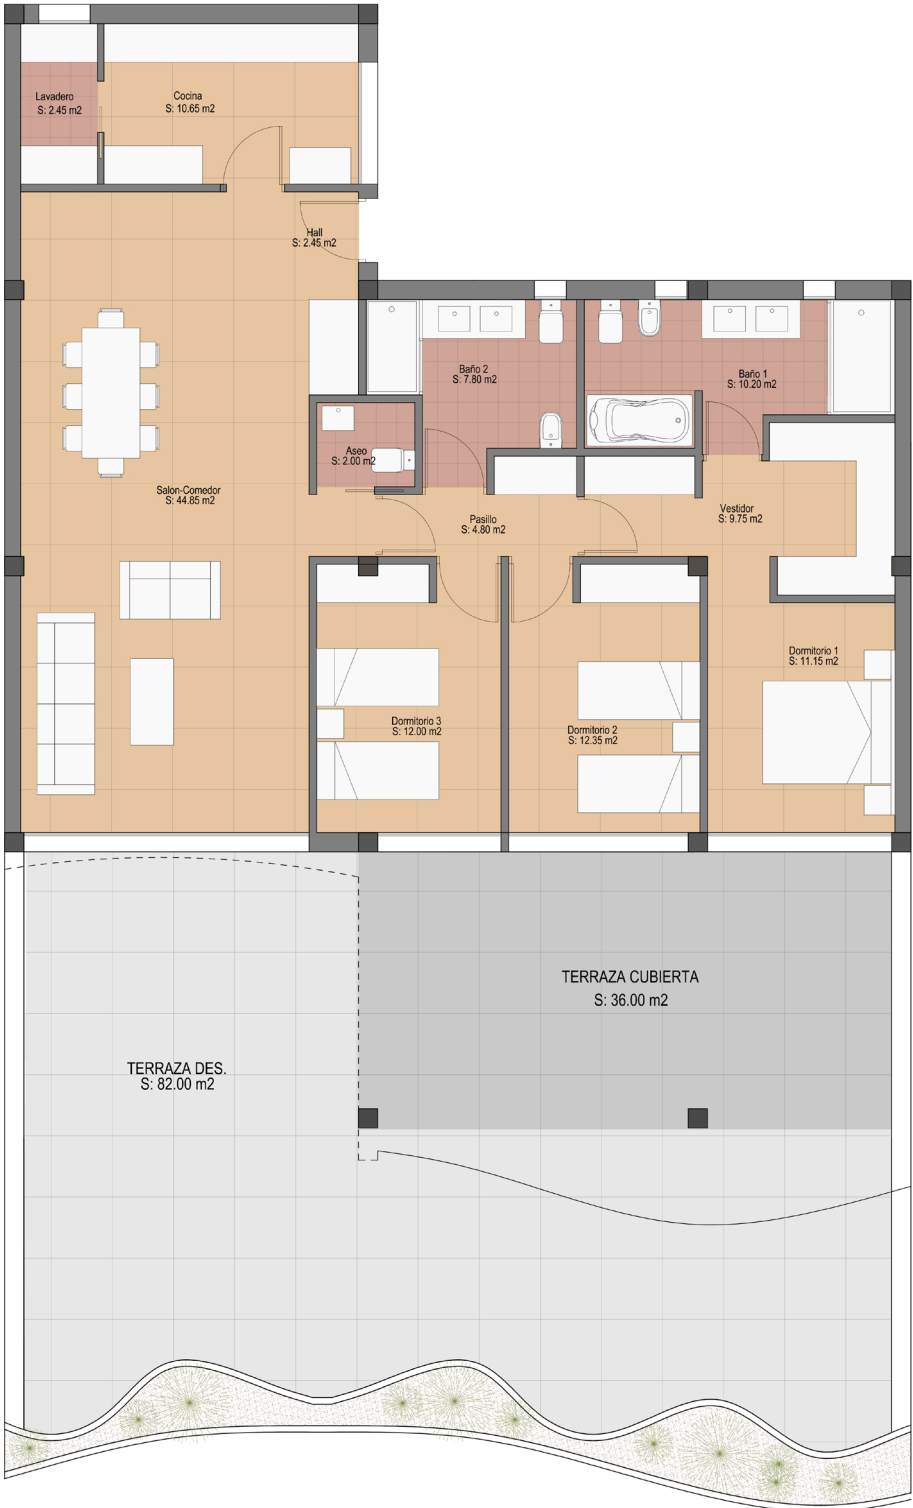 Lavadero
S: 2.45 m2
Cocina
S: 10.65 m2
Hall
S: 2.45 m2
Baño 2
S: 7.80 m2
Baño 1
S: 10.20 m2
Aseo
S: 2.00 m2
Salon-Comedor
S: 44.85 m2
Pasillo
S: 4.80 m2
Vestidor
S: 9.75 m2
Dormitorio 1
S: 11.15 m2
Dormitorio 3
S: 12.00 m2
Dormitorio 2
S: 12.35 m2
TERRAZA CUBIERTA
S: 36.00 m2
TERRAZA DES.
S: 82.00 m2